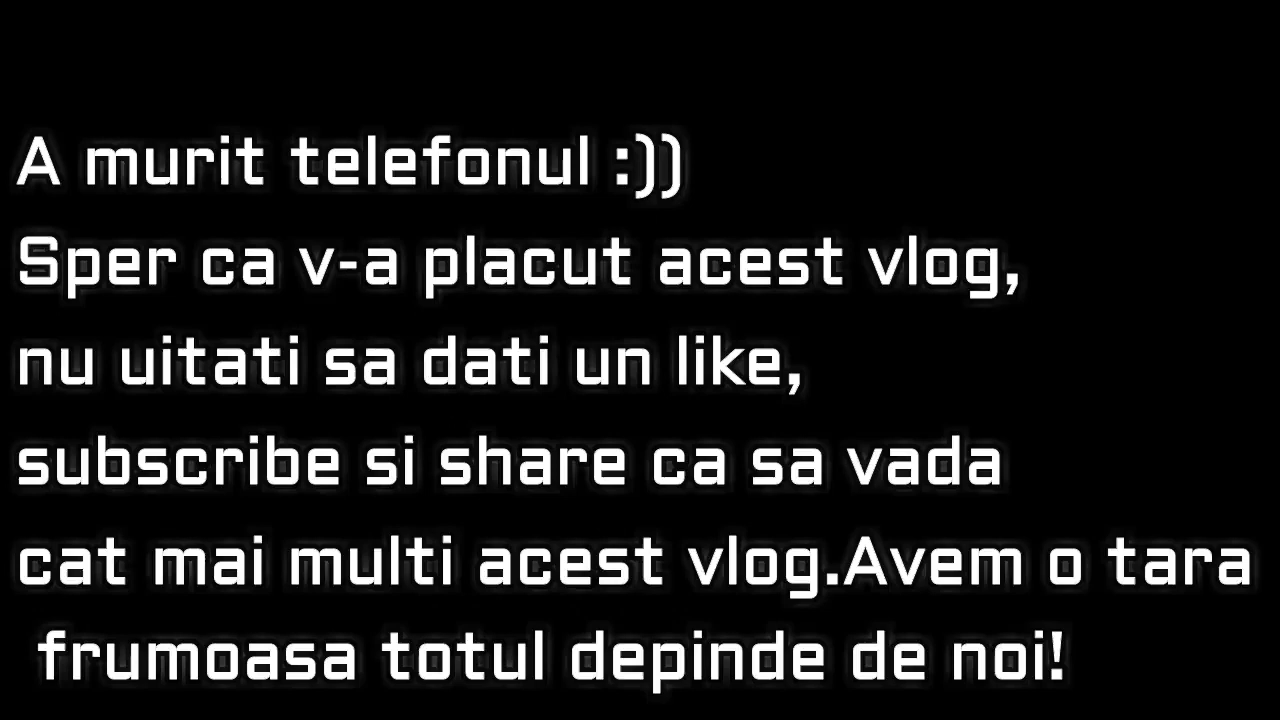 A murit telefonul :))
Sper ca v-a placut acest vlog,
nu uitati sa dati un like,
subscribe si share ca sa vada
cat mai multi acest vlog.Avem o tara
frumoasa totul depinde de noi!